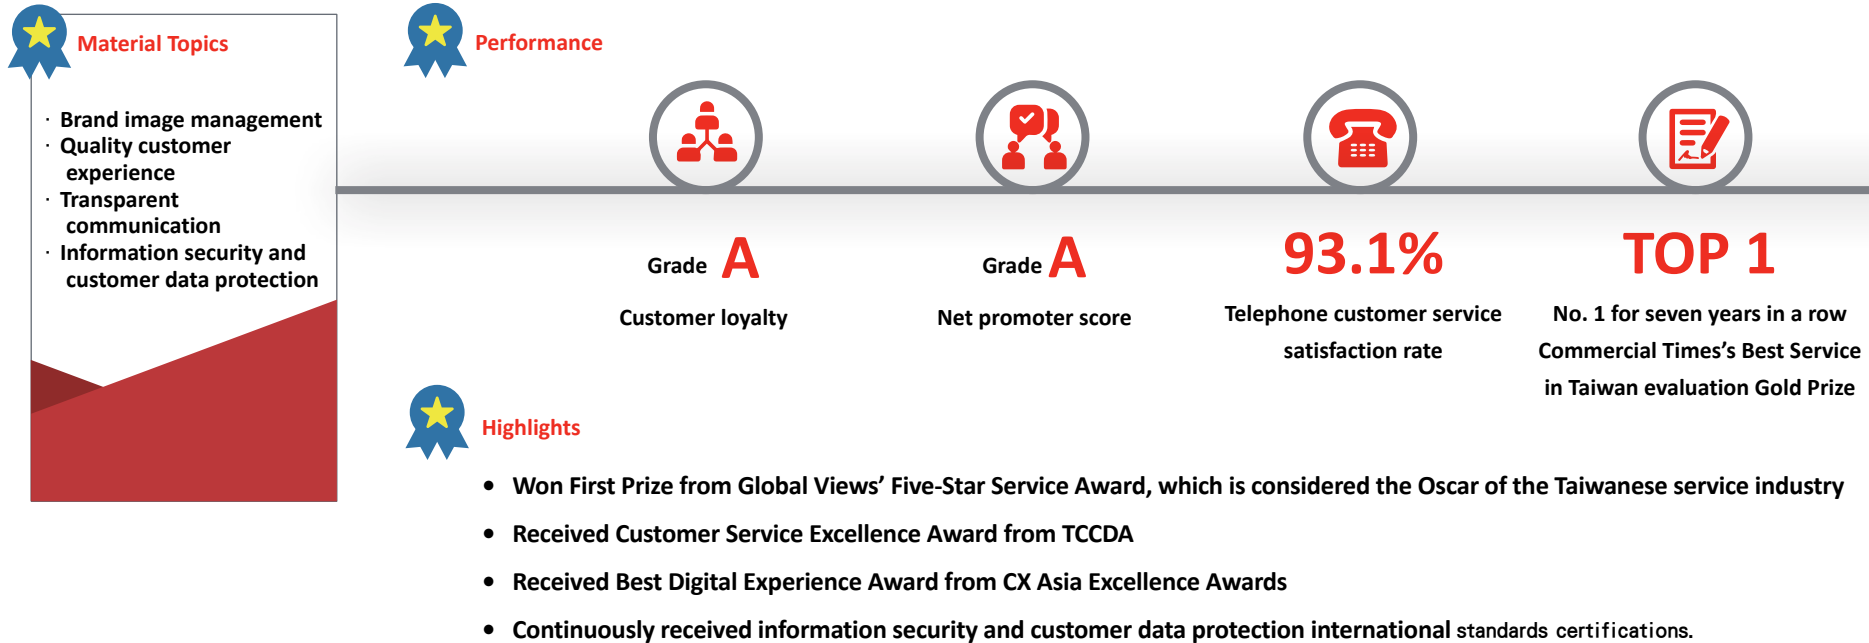 Material Topics
· Brand image management
· Quality customer
experience
· Transparent
communication
· Information security and
customer data protection
Performance
Grade A
Customer loyalty
Grade A
Net promoter score
93.1%
Telephone customer service
satisfaction rate
TOP 1
No. 1 for seven years in a row
Commercial Times’s Best Service
in Taiwan evaluation Gold Prize
Highlights
• Won First Prize from Global Views’ Five-Star Service Award, which is considered the Oscar of the Taiwanese service industry
• Received Customer Service Excellence Award from TCCDA
• Received Best Digital Experience Award from CX Asia Excellence Awards
• Continuously received information security and customer data protection international standards certifications.